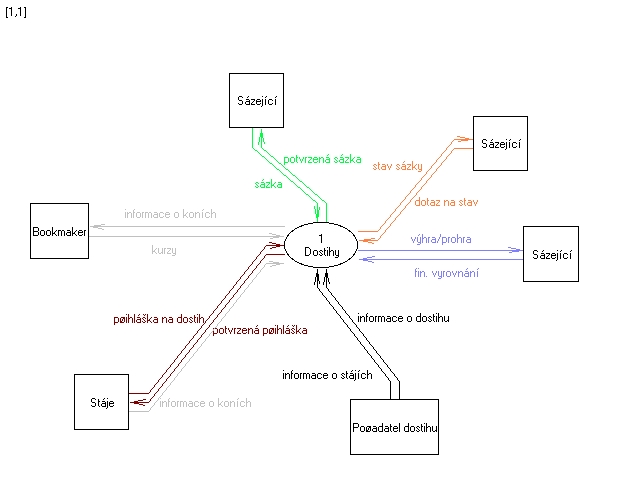 [1,1]
Sázející
potvrzená sázka
sázka
Sázející
stav sázky
dotaz na stav
Bookmaker
informace o koních
kurzy
1
Dostihy
výhra/prohra
fin. vyrovnání
Sázející
pøihláška na dostih
potvrzená pøihláška
informace o dostihu
informace o stájích
Stáje
informace o koních
Poøadatel dostihu